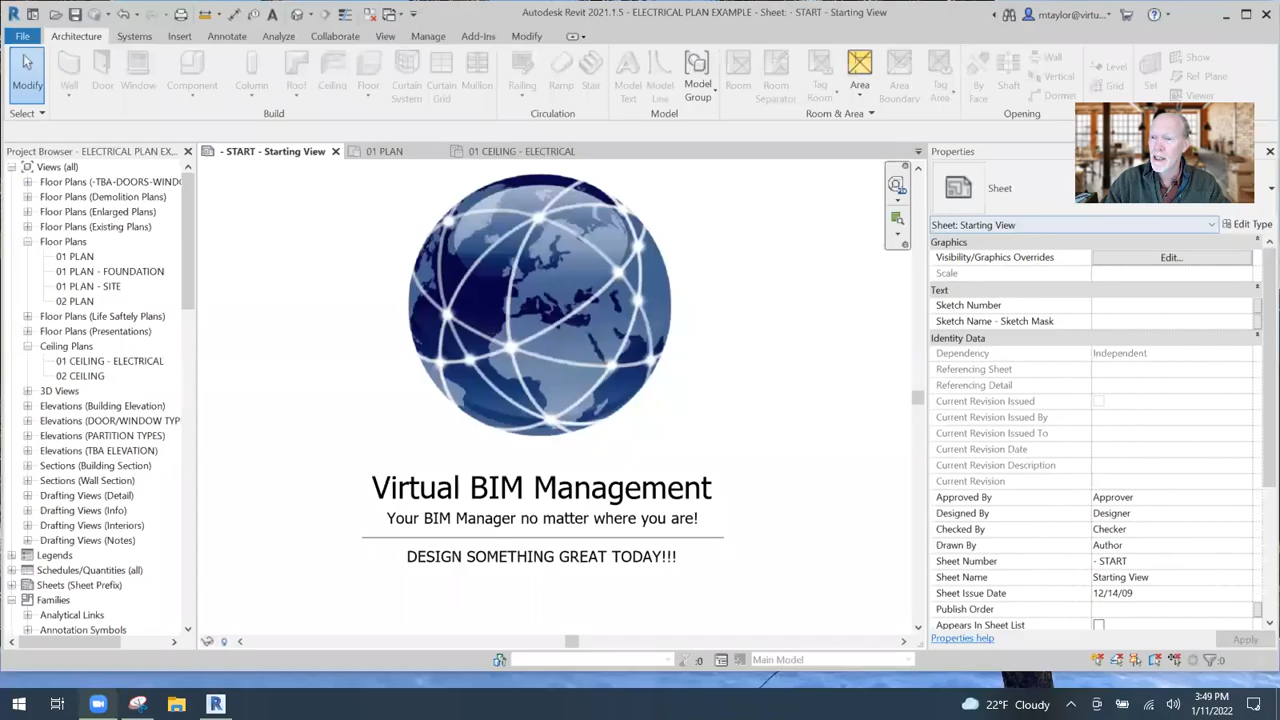 Autodesk Revit 2021.1.5 - ELECTRICAL PLAN EXAMPLE - Sheet: - START - Starting View
mtaylor@virtu...
File Architecture Systems Insert Annotate Analyze Collaborate View Manage Add-Ins Modify
Modify Wall Door Window Component Column Roof Ceiling Floor Curtain System Curtain Grid Mullion Railing Ramp Stair Model Text Model Line Model Group Room Room Separator Tag Room Area Area Boundary Tag Area By Face Shaft Wall Vertical Dormer Level Grid Set Show Ref Plane Viewer
Select Build Circulation Model Room & Area Opening
Project Browser - ELECTRICAL PLAN EX...
- START - Starting View
01 PLAN
01 CEILING - ELECTRICAL
Properties
Views (all)
Floor Plans (-TBA-DOORS-WIND
Floor Plans (Demolition Plans)
Floor Plans (Enlarged Plans)
Floor Plans (Existing Plans)
Floor Plans
01 PLAN
01 PLAN - FOUNDATION
01 PLAN - SITE
02 PLAN
Floor Plans (Life Saftely Plans)
Floor Plans (Presentations)
Ceiling Plans
01 CEILING - ELECTRICAL
02 CEILING
3D Views
Elevations (Building Elevation)
Elevations (DOOR/WINDOW TYP
Elevations (PARTITION TYPES)
Elevations (TBA ELEVATION)
Sections (Building Section)
Sections (Wall Section)
Drafting Views (Detail)
Drafting Views (Info)
Drafting Views (Interiors)
Drafting Views (Notes)
Legends
Schedules/Quantities (all)
Sheets (Sheet Prefix)
Families
Analytical Links
Annotation Symbols
Virtual BIM Management
Your BIM Manager no matter where you are!
DESIGN SOMETHING GREAT TODAY!!!
Sheet
Sheet: Starting View Edit Type
Graphics
Visibility/Graphics Overrides Edit...
Scale
Text
Sketch Number
Sketch Name - Sketch Mask
Identity Data
Dependency Independent
Referencing Sheet
Referencing Detail
Current Revision Issued
Current Revision Issued By
Current Revision Issued To
Current Revision Date
Current Revision Description
Current Revision
Approved By Approver
Designed By Designer
Checked By Checker
Drawn By Author
Sheet Number - START
Sheet Name Starting View
Sheet Issue Date 12/14/09
Publish Order
Appears In Sheet List
Properties help Apply
:0 Main Model :0
22°F Cloudy
3:49 PM
1/11/2022